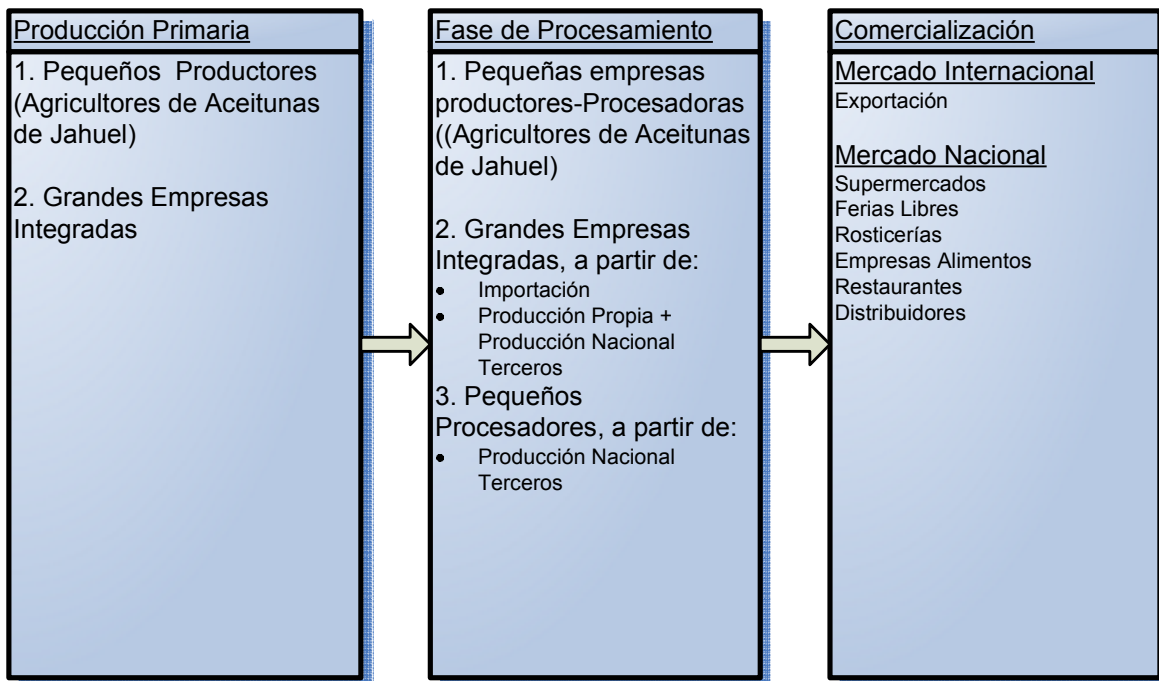 Producción Primaria
1. Pequeños  Productores
(Agricultores de Aceitunas
de Jahuel)
2. Grandes Empresas
Integradas
Fase de Procesamiento
1. Pequeñas empresas
productores-Procesadoras
((Agricultores de Aceitunas
de Jahuel)
2. Grandes Empresas
Integradas, a partir de:
• Importación
• Producción Propia +
Producción Nacional
Terceros
3. Pequeños
Procesadores, a partir de:
• Producción Nacional
Terceros
Comercialización
Mercado Internacional
Exportación
Mercado Nacional
Supermercados
Ferias Libres
Rosticerías
Empresas Alimentos
Restaurantes
Distribuidores